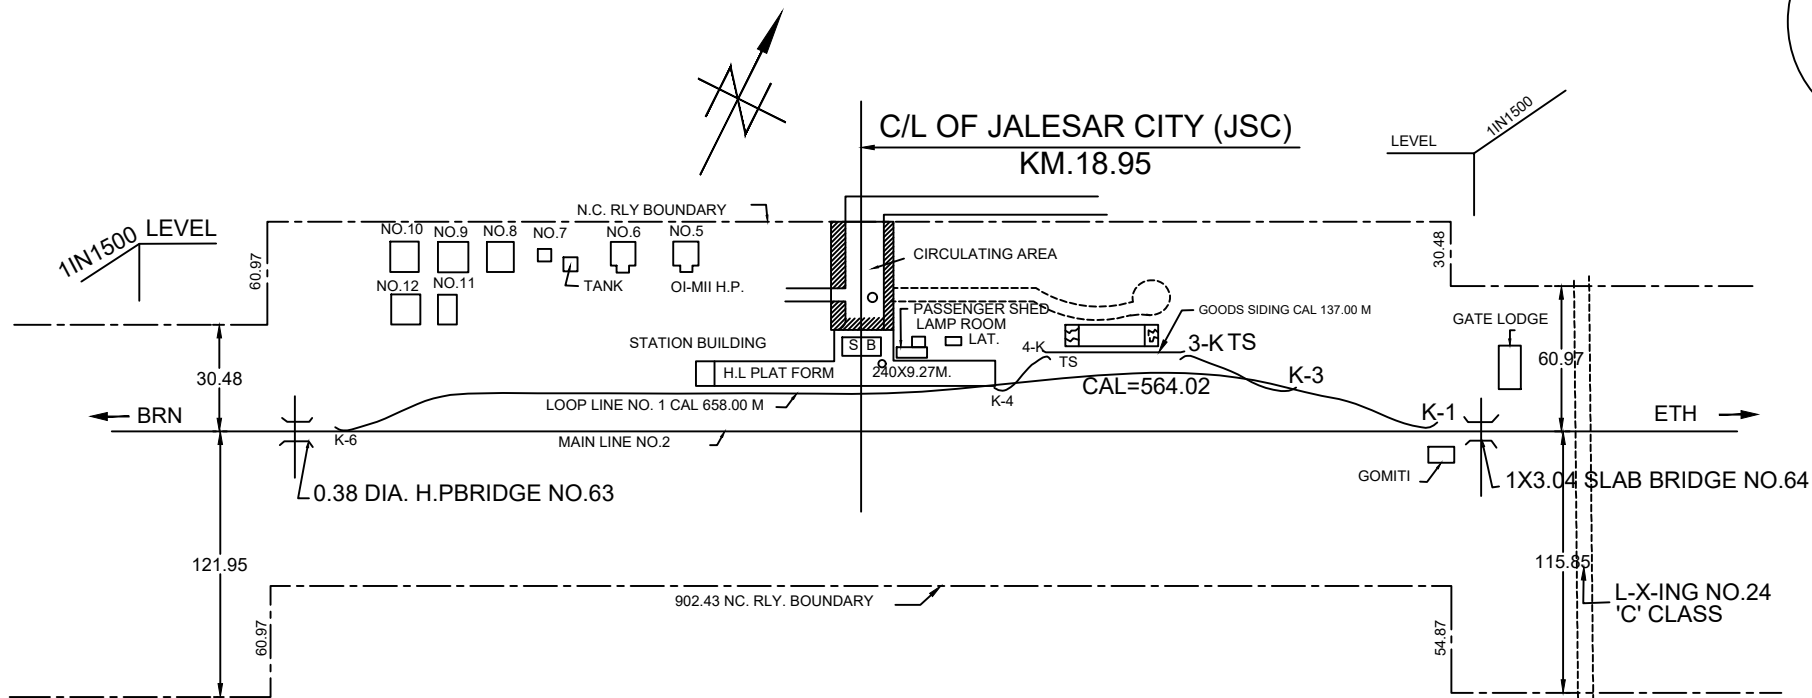 C/L OF JALESAR CITY (JSC)
KM.18.95
LEVEL
1IN1500
1IN1500
LEVEL
N.C. RLY BOUNDARY
60.97
NO.10
NO.9
NO.8
NO.7
NO.6
NO.5
30.48
CIRCULATING AREA
NO.12
NO.11
TANK
OI-MII H.P.
PASSENGER SHED
LAMP ROOM
LAT.
GOODS SIDING CAL 137.00 M
GATE LODGE
STATION BUILDING
S B
4-K
TS
3-K TS
60.97
30.48
H.L PLAT FORM
240X9.27M.
CAL=564.02
K-3
LOOP LINE NO. 1 CAL 658.00 M
K-4
K-1
BRN
ETH
K-6
MAIN LINE NO.2
GOMITI
0.38 DIA. H.PBRIDGE NO.63
1X3.04 SLAB BRIDGE NO.64
121.95
115.85
902.43 NC. RLY. BOUNDARY
L-X-ING NO.24
'C' CLASS
60.97
54.87